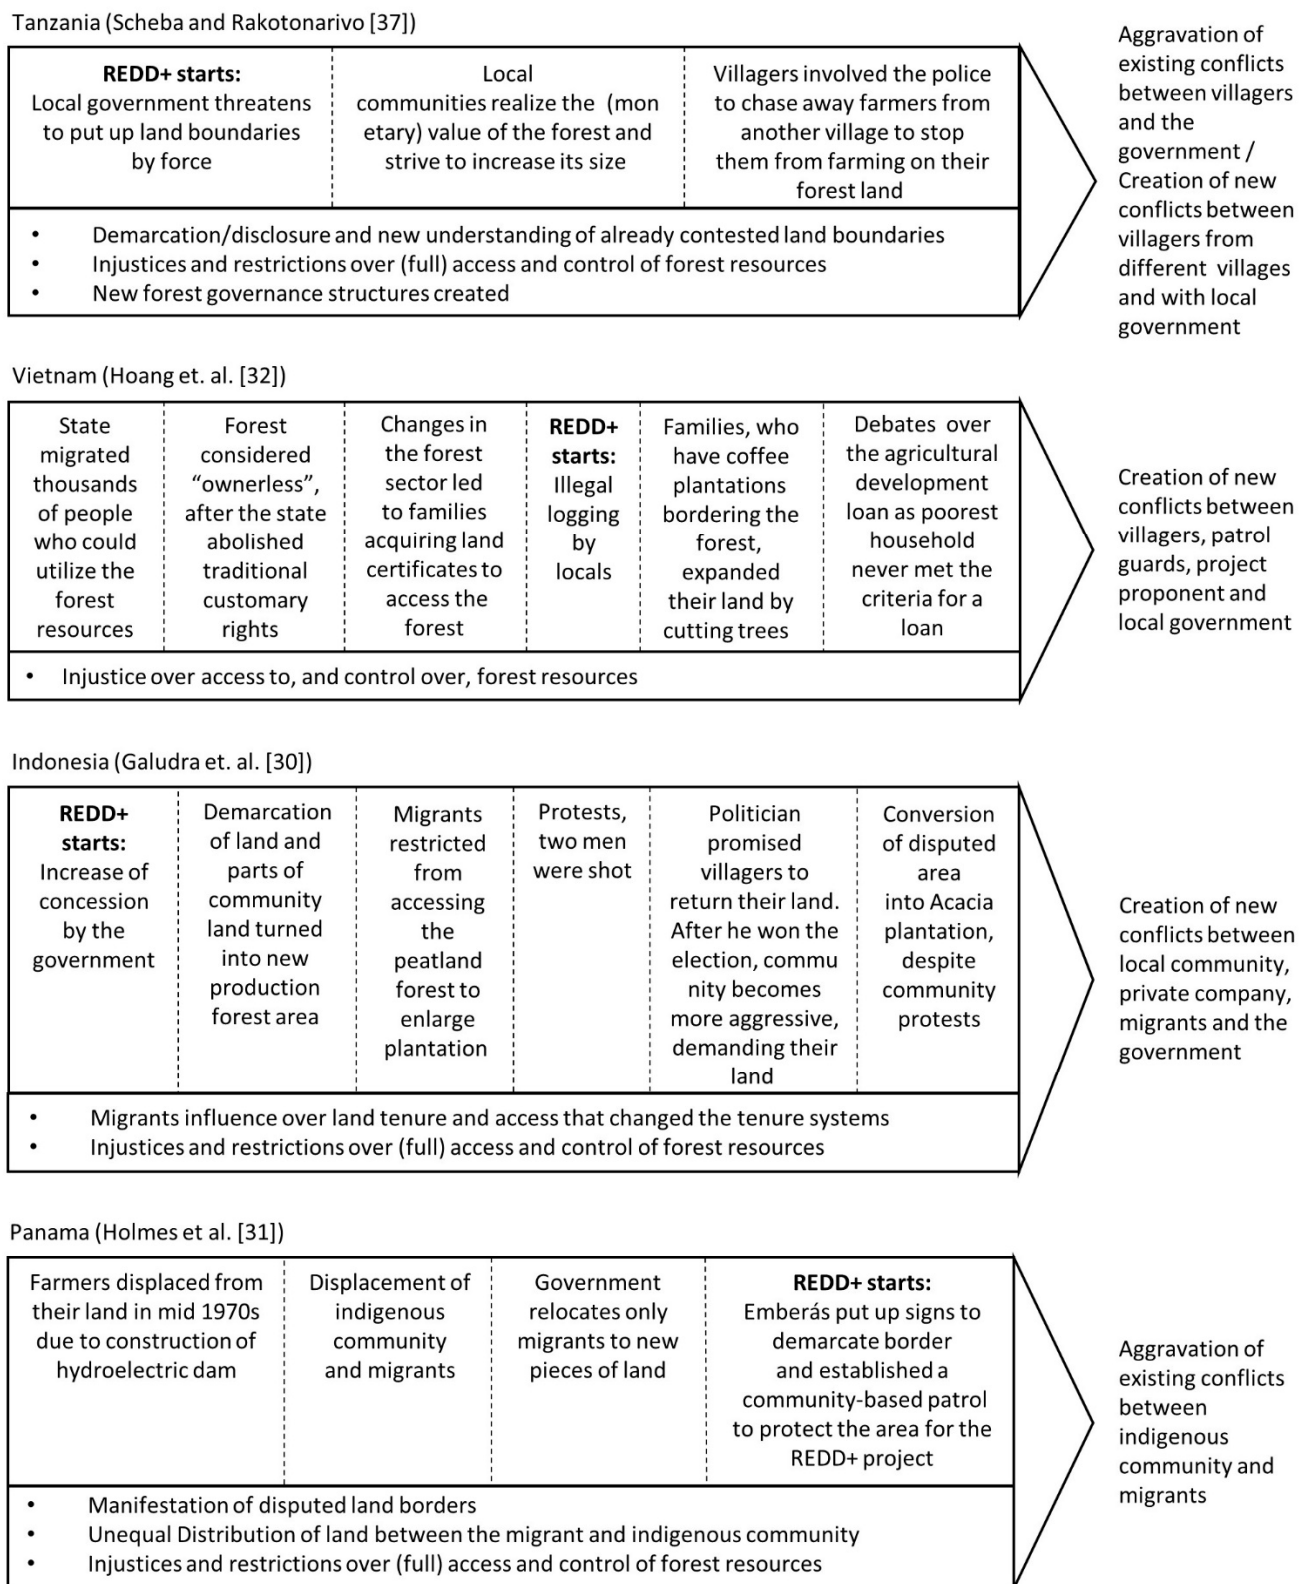 Tanzania (Scheba and Rakotonarivo [37])
REDD+ starts:
Local government threatens
to put up land boundaries
by force
Local
communities realize the (mon
etary) value of the forest and
strive to increase its size
Villagers involved the police
to chase away farmers from
another village to stop
them from farming on their
forest land
• Demarcation/disclosure and new understanding of already contested land boundaries
• Injustices and restrictions over (full) access and control of forest resources
• New forest governance structures created
Aggravation of
existing conflicts
between villagers
and the
government /
Creation of new
conflicts between
villagers from
different villages
and with local
government
Vietnam (Hoang et. al. [32])
State
migrated
thousands
of people
who could
utilize the
forest
resources
Forest
considered
“ownerless”,
after the state
abolished
traditional
customary
rights
Changes in
the forest
sector led
to families
acquiring land
certificates to
access the
forest
REDD+
starts:
Illegal
logging
by
locals
Families, who
have coffee
plantations
bordering the
forest,
expanded
their land by
cutting trees
Debates over
the agricultural
development
loan as poorest
household
never met the
criteria for a
loan
• Injustice over access to, and control over, forest resources
Creation of new
conflicts between
villagers, patrol
guards, project
proponent and
local government
Indonesia (Galudra et. al. [30])
REDD+
starts:
Increase of
concession
by the
government
Demarcation
of land and
parts of
community
land turned
into new
production
forest area
Migrants
restricted
from
accessing
the
peatland
forest to
enlarge
plantation
Protests,
two men
were shot
Politician
promised
villagers to
return their land.
After he won the
election, commu
nity becomes
more aggressive,
demanding their
land
Conversion
of disputed
area
into Acacia
plantation,
despite
community
protests
• Migrants influence over land tenure and access that changed the tenure systems
• Injustices and restrictions over (full) access and control of forest resources
Creation of new
conflicts between
local community,
private company,
migrants and the
government
Panama (Holmes et al. [31])
Farmers displaced from
their land in mid 1970s
due to construction of
hydroelectric dam
Displacement of
indigenous
community
and migrants
Government
relocates only
migrants to new
pieces of land
REDD+ starts:
Emberás put up signs to
demarcate border
and established a
community-based patrol
to protect the area for the
REDD+ project
• Manifestation of disputed land borders
• Unequal Distribution of land between the migrant and indigenous community
• Injustices and restrictions over (full) access and control of forest resources
Aggravation of
existing conflicts
between
indigenous
community and
migrants